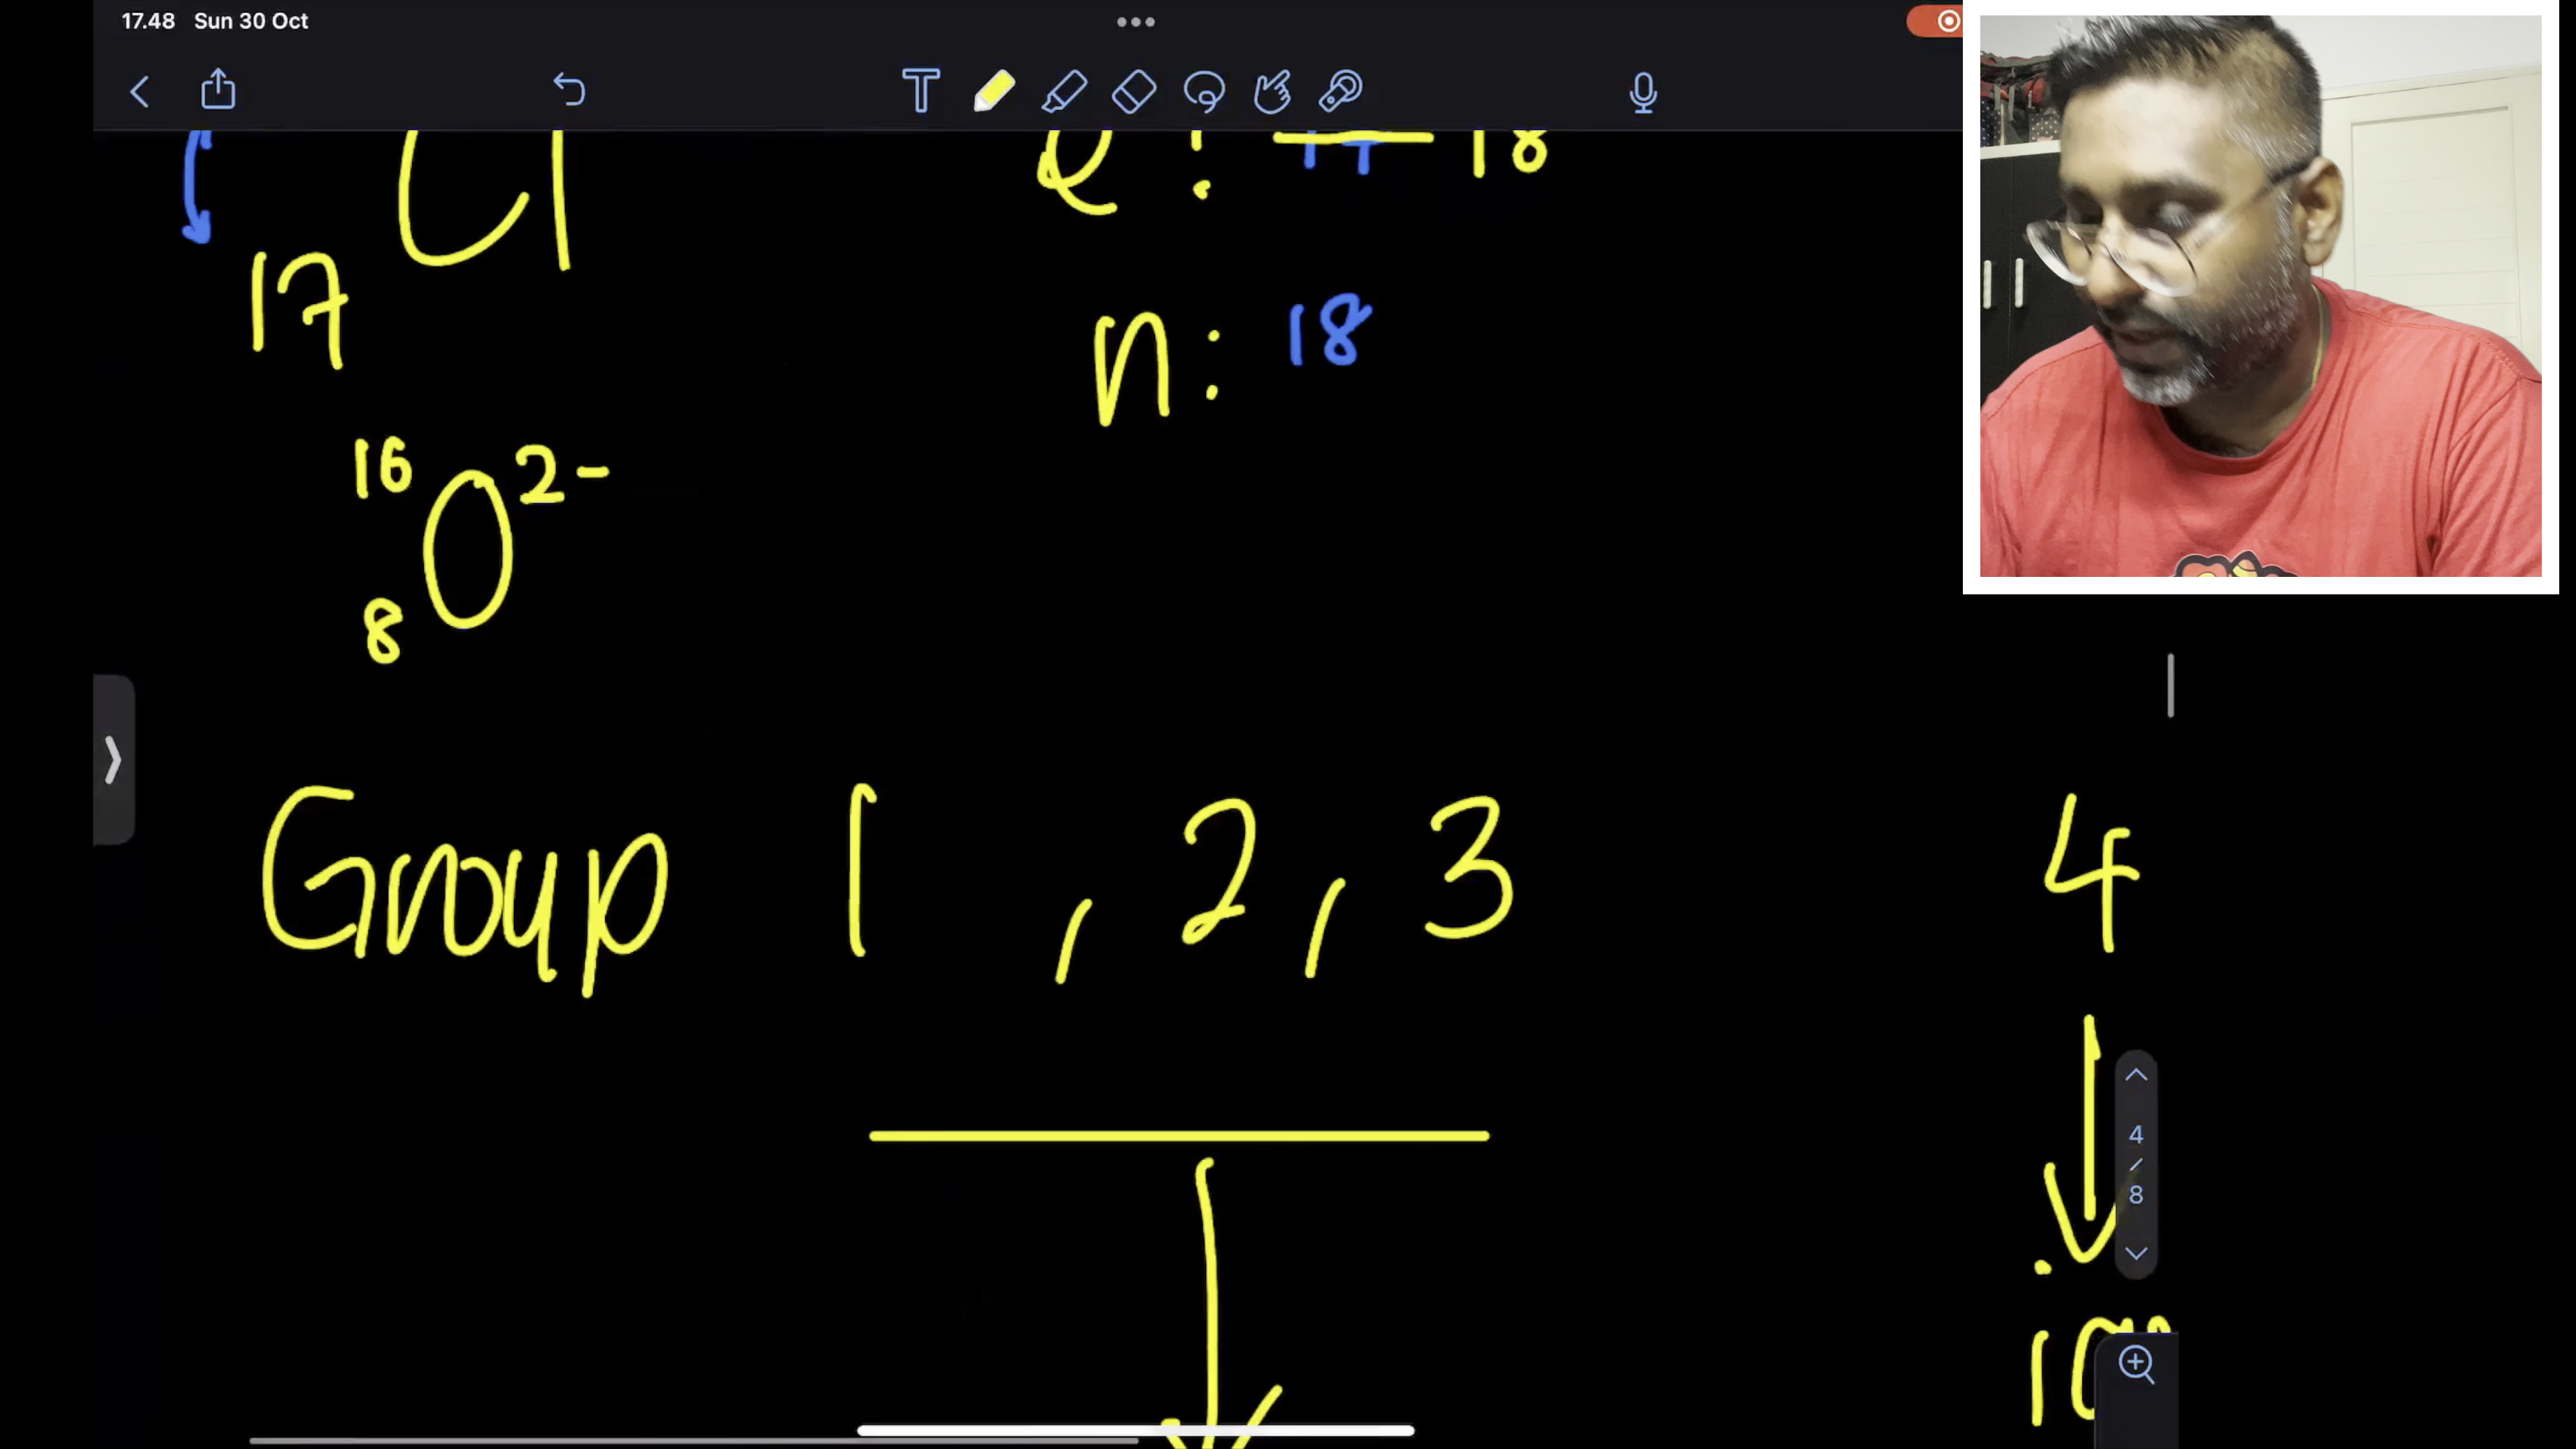 17.48 Sun 30 Oct
T
Cl
17
e : 18
n : 18
16 O 2-
8
Group 1 , 2 , 3 4
4 / 8